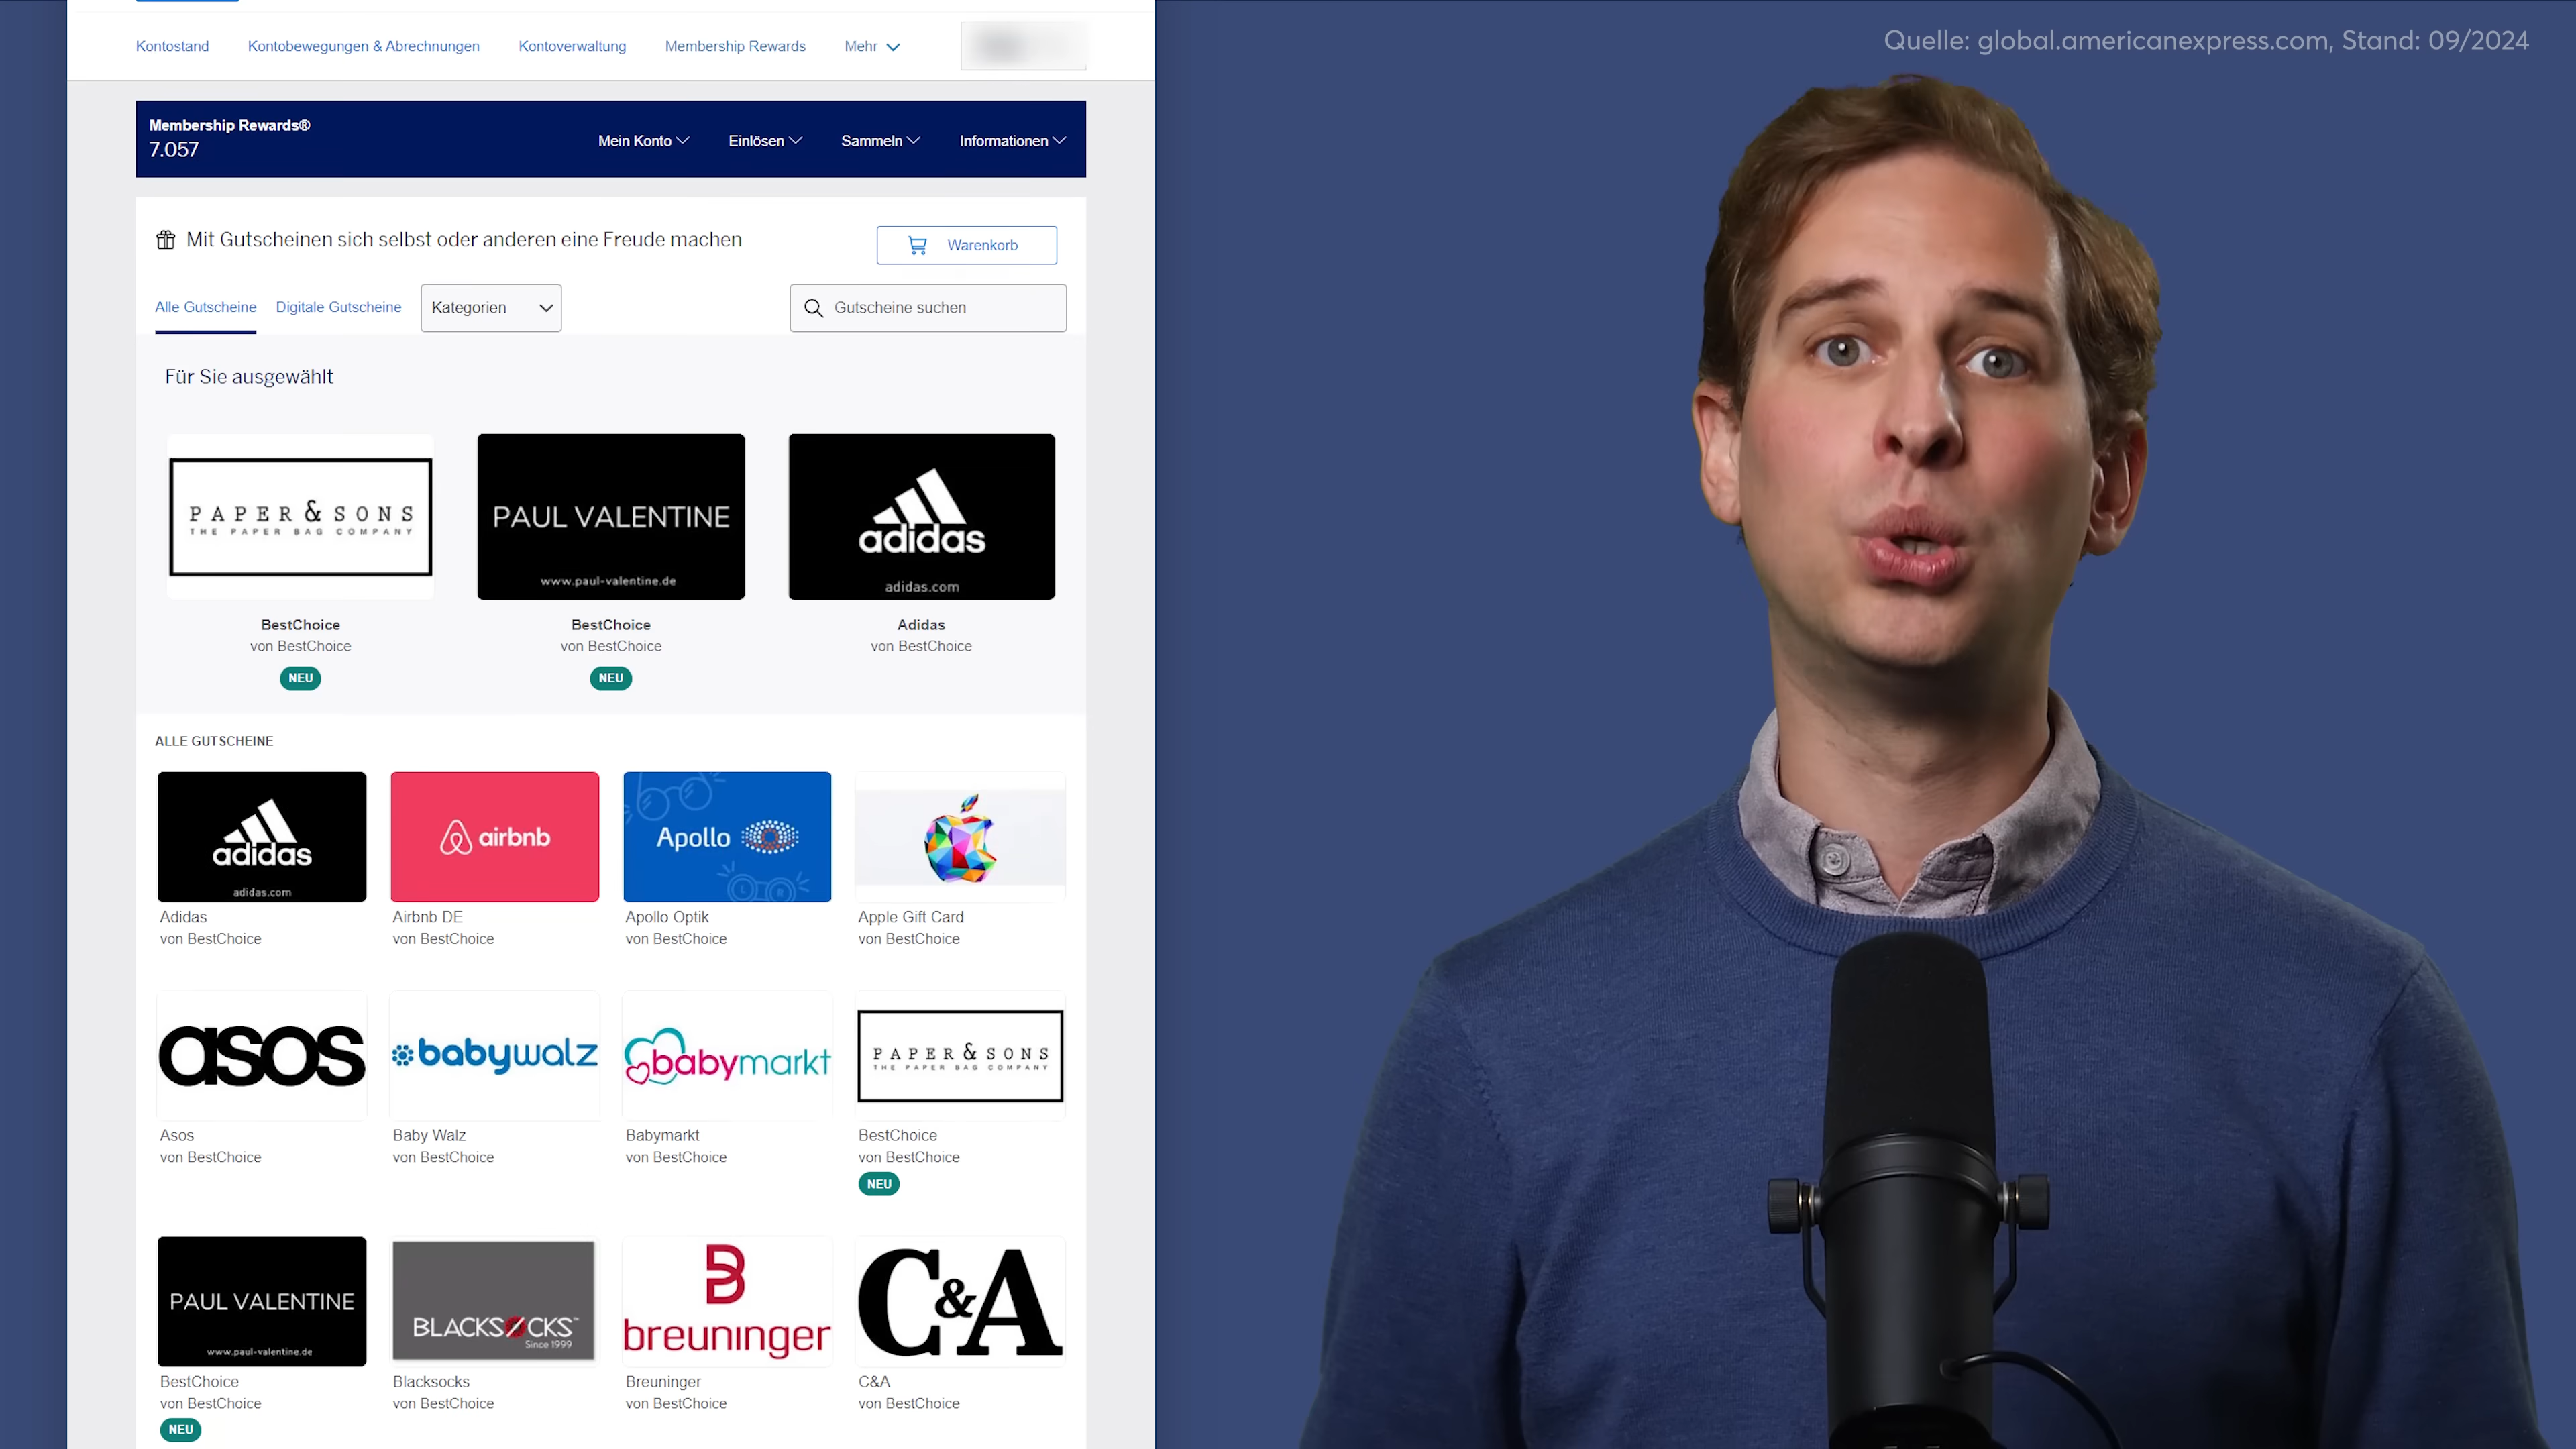 Kontostand Kontobewegungen & Abrechnungen Kontoverwaltung Membership Rewards Mehr
Quelle: global.americanexpress.com, Stand: 09/2024
Membership Rewards®
7.057
Mein Konto Einlösen Sammeln Informationen
Mit Gutscheinen sich selbst oder anderen eine Freude machen
Warenkorb
Alle Gutscheine Digitale Gutscheine Kategorien Gutscheine suchen
Für Sie ausgewählt
PAPER & SONS
THE PAPER BAG COMPANY
PAUL VALENTINE
www.paul-valentine.de
adidas
adidas.com
BestChoice
von BestChoice
NEU
BestChoice
von BestChoice
NEU
Adidas
von BestChoice
ALLE GUTSCHEINE
adidas
adidas.com
airbnb
Apollo
L R
Adidas
von BestChoice
Airbnb DE
von BestChoice
Apollo Optik
von BestChoice
Apple Gift Card
von BestChoice
asos
babywalz
babymarkt
PAPER & SONS
THE PAPER BAG COMPANY
Asos
von BestChoice
Baby Walz
von BestChoice
Babymarkt
von BestChoice
BestChoice
von BestChoice
NEU
PAUL VALENTINE
www.paul-valentine.de
BLACKSOCKS™
Since 1999
B
breuninger
C&A
BestChoice
von BestChoice
NEU
Blacksocks
von BestChoice
Breuninger
von BestChoice
C&A
von BestChoice